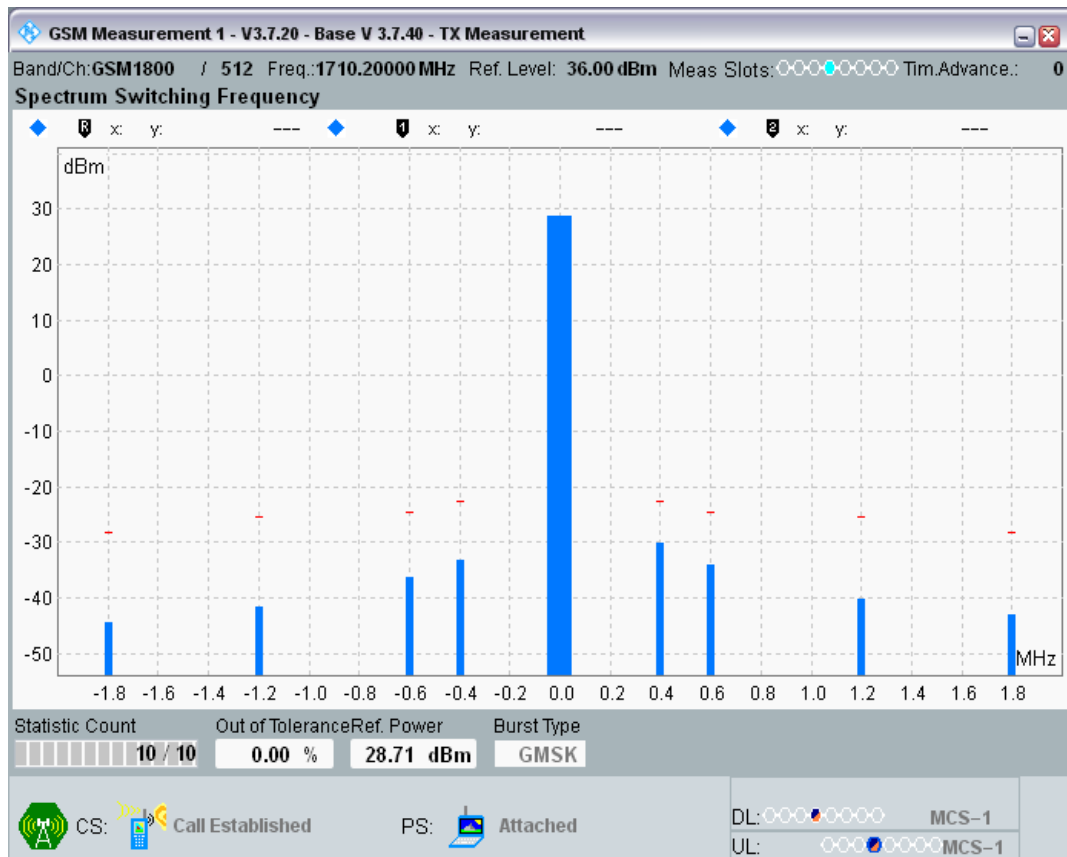 GSM Measurement 1 - V3.7.20 - Base V 3.7.40 - TX Measurement
Band/Ch:GSM1800 / 512 Freq.:1710.20000 MHz Ref. Level: 36.00 dBm Meas Slots: Tim.Advance.: 0
Spectrum Switching Frequency
R x: y: --- 1 x: y: --- 2 x: y: ---
dBm
30
20
10
0
-10
-20
-30
-40
-50
MHz
-1.8 -1.6 -1.4 -1.2 -1.0 -0.8 -0.6 -0.4 -0.2 0.0 0.2 0.4 0.6 0.8 1.0 1.2 1.4 1.6 1.8
Statistic Count Out of Tolerance Ref. Power Burst Type
10 / 10 0.00 % 28.71 dBm GMSK
CS: Call Established PS: Attached DL: MCS-1
UL: MCS-1